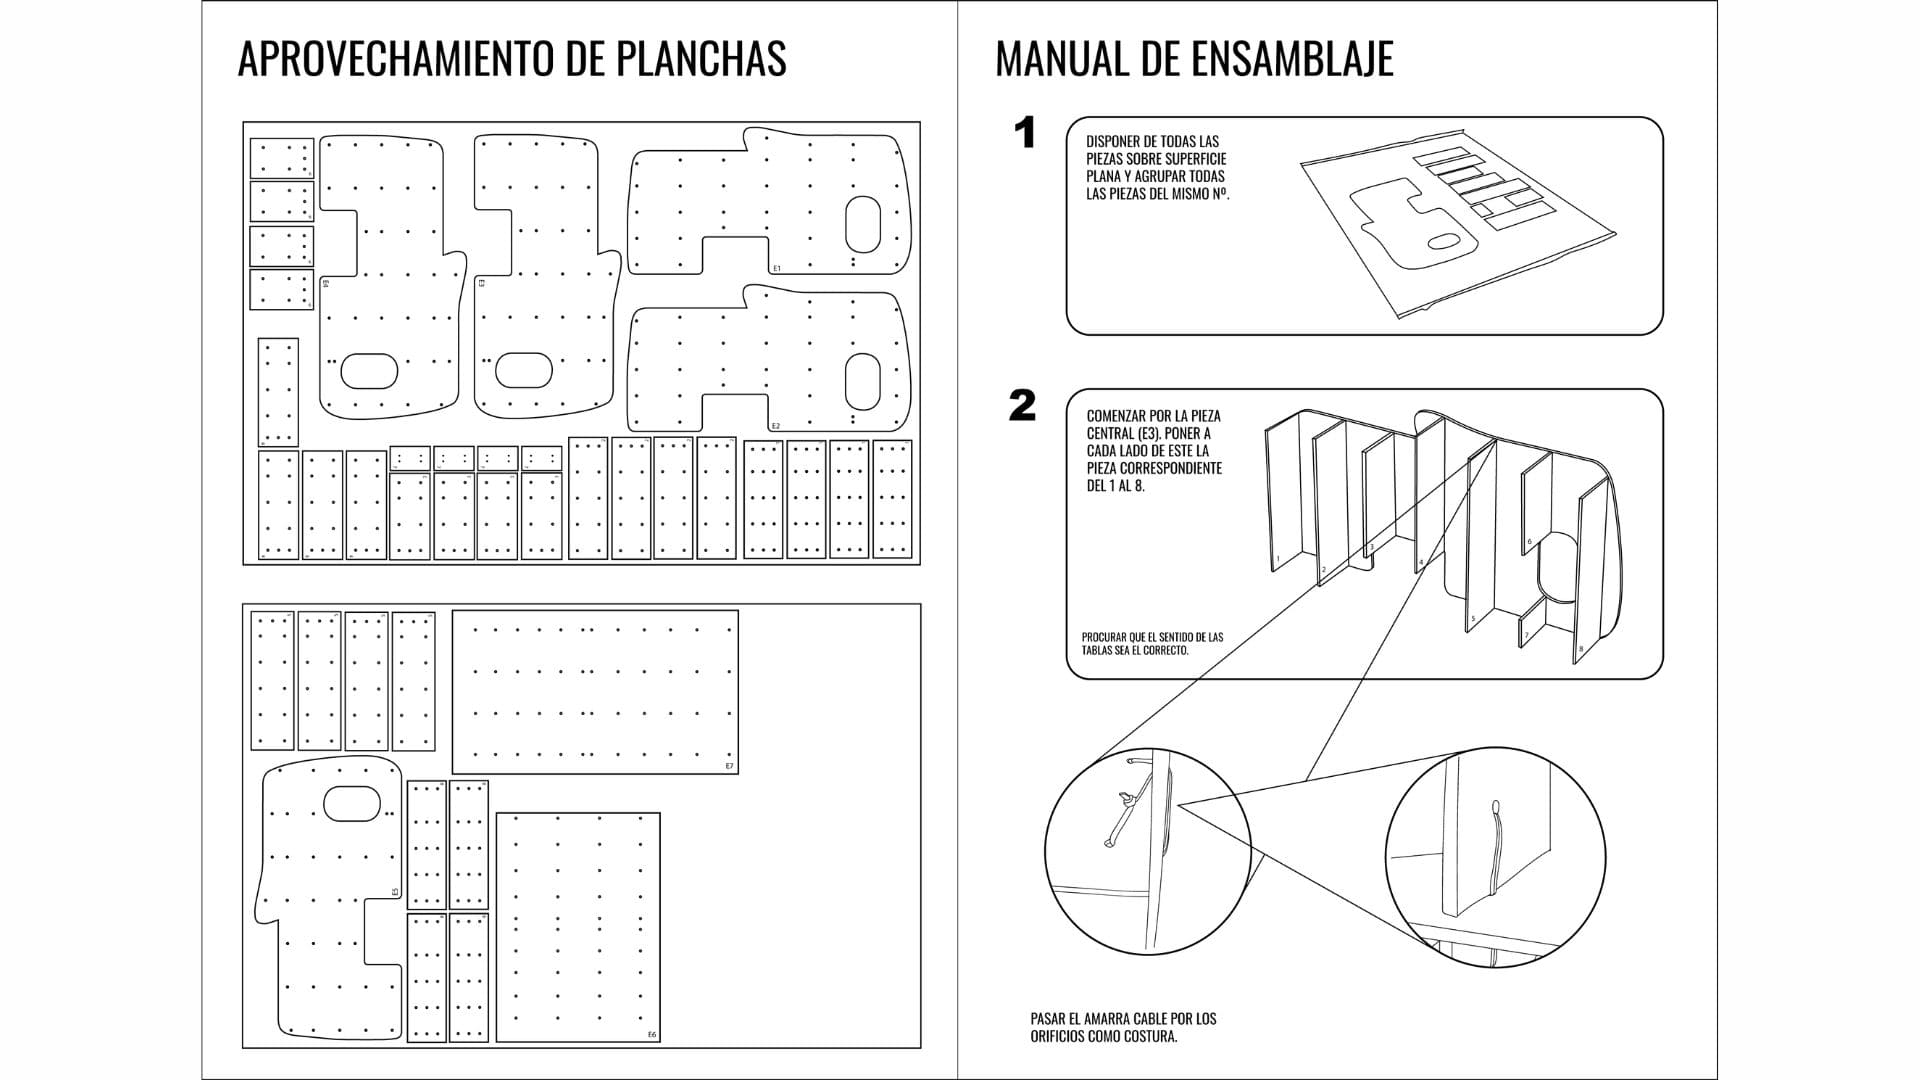 APROVECHAMIENTO DE PLANCHAS
E4
E3
E1
E2
E7
E5
E6
MANUAL DE ENSAMBLAJE
1
DISPONER DE TODAS LAS
PIEZAS SOBRE SUPERFICIE
PLANA Y AGRUPAR TODAS
LAS PIEZAS DEL MISMO Nº.
2
COMENZAR POR LA PIEZA
CENTRAL (E3). PONER A
CADA LADO DE ESTE LA
PIEZA CORRESPONDIENTE
DEL 1 AL 8.
1
2
3
4
5
6
7
8
PROCURAR QUE EL SENTIDO DE LAS
TABLAS SEA EL CORRECTO.
PASAR EL AMARRA CABLE POR LOS
ORIFICIOS COMO COSTURA.